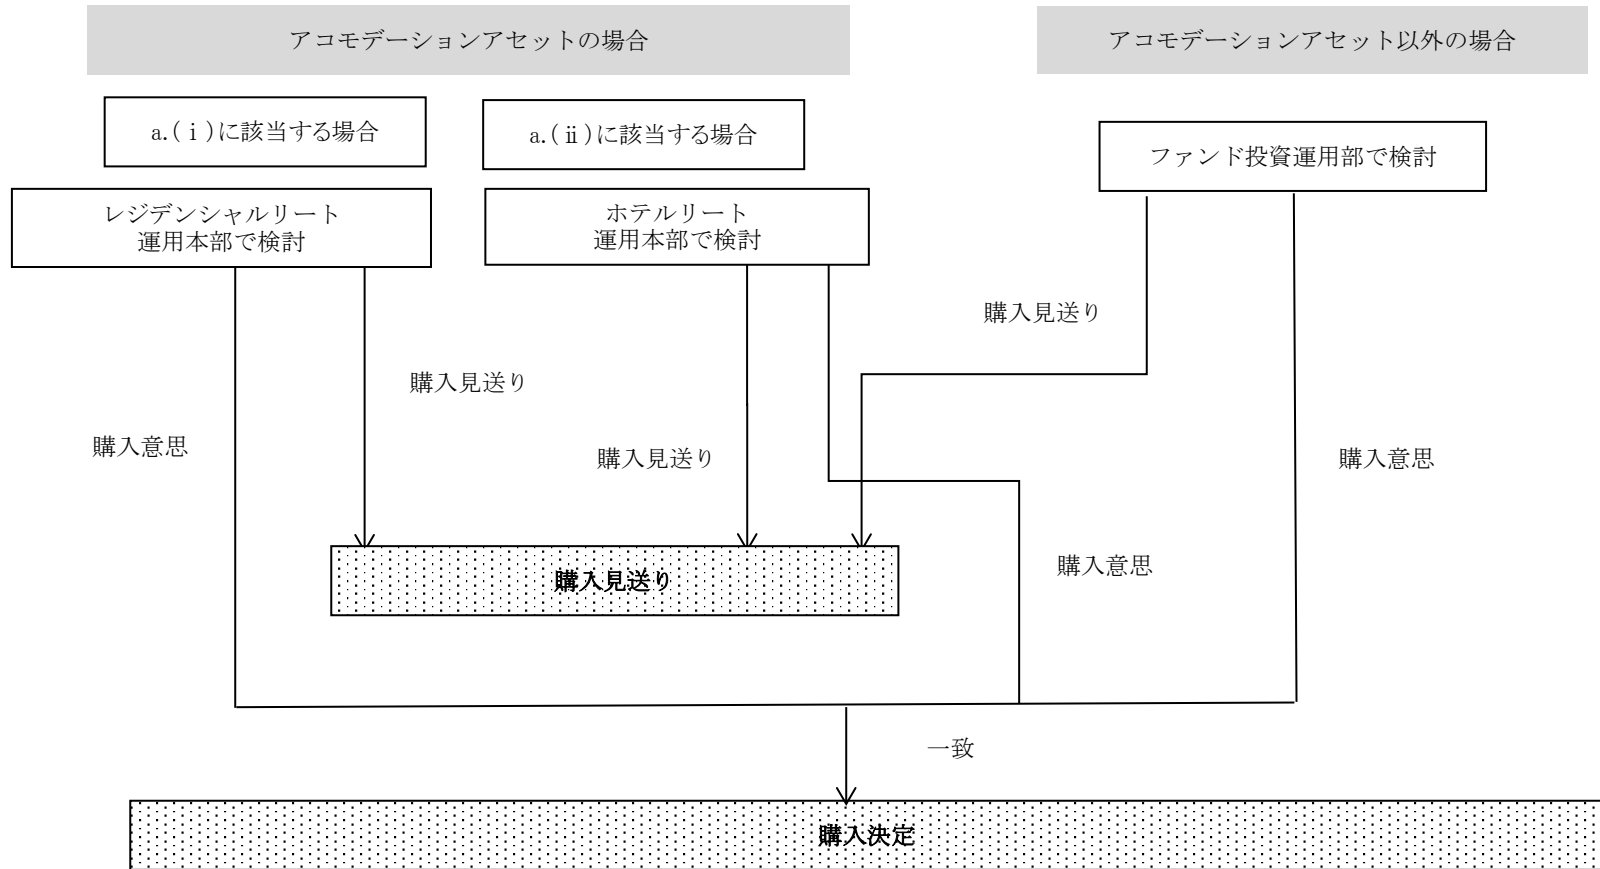 アコモデーションアセットの場合
アコモデーションアセット以外の場合
a.(ⅰ)に該当する場合
a.(ⅱ)に該当する場合
ファンド投資運用部で検討
レジデンシャルリート
運用本部で検討
ホテルリート
運用本部で検討
購入見送り
購入見送り
購入意思
購入見送り
購入意思
購入意思
購入見送り
一致
購入決定